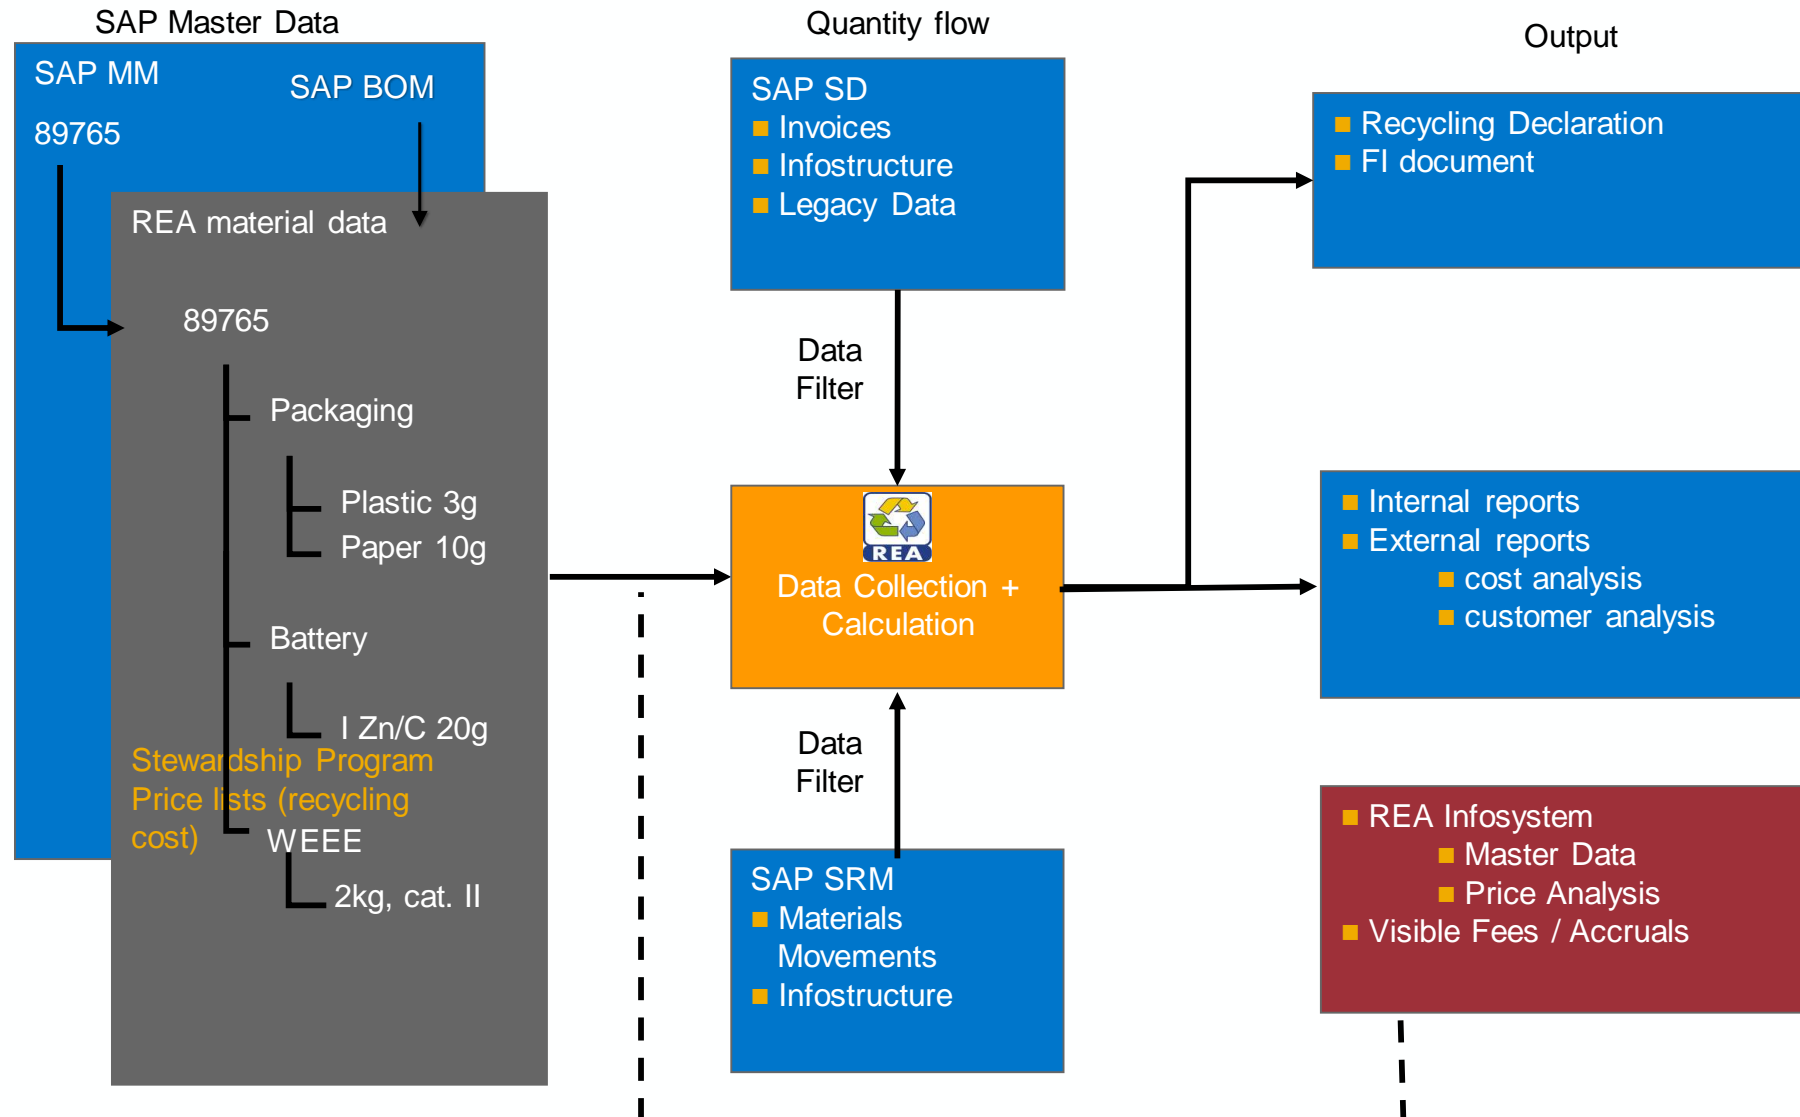 SAP Master Data
SAP MM
SAP BOM
89765
REA material data
89765
Packaging
Plastic 3g
Paper 10g
Battery
I Zn/C 20g
Stewardship Program
Price lists (recycling
cost)
WEEE
2kg, cat. II
Quantity flow
SAP SD
Invoices
Infostructure
Legacy Data
Data
Filter
REA
Data Collection +
Calculation
Data
Filter
SAP SRM
Materials
Movements
Infostructure
Output
Recycling Declaration
FI document
Internal reports
External reports
cost analysis
customer analysis
REA Infosystem
Master Data
Price Analysis
Visible Fees / Accruals